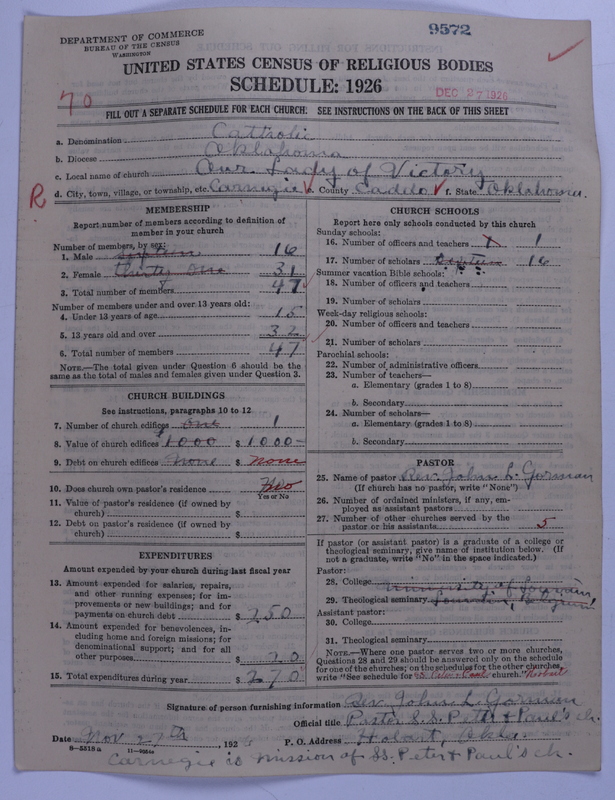 9572
DEPARTMENT OF COMMERCE
BUREAU OF THE CENSUS
WASHINGTON
UNITED STATES CENSUS OF RELIGIOUS BODIES
SCHEDULE: 1926
DEC 27 1926
70
FILL OUT A SEPARATE SCHEDULE FOR EACH CHURCH. SEE INSTRUCTIONS ON THE BACK OF THIS SHEET
a. Denomination Catholic
b. Diocese Oklahoma
c. Local name of church Our Lady of Victory
R d. City, town, village, or township, etc. Carnegie e. County Caddo f. State Oklahoma.
MEMBERSHIP
Report number of members according to definition of
member in your church
Number of members, by sex:
1. Male sixteen 16
2. Female thirty one 31
3. Total number of members 47
Number of members under and over 13 years old:
4. Under 13 years of age 15
5. 13 years old and over 32
6. Total number of members 47
NOTE.—The total given under Question 6 should be
same as the total of males and females given under Question 3.
CHURCH BUILDINGS
See instructions, paragraphs 10 to 12
7. Number of church edifices one 1
8. Value of church edifices 1000 $ 1000
9. Debt on church edifices None $ None
10. Does church own pastor's residence No
Yes or No
11. Value of pastor's residence (if owned by
church) $
12. Debt on pastor's residence (if owned by
church) $
EXPENDITURES
Amount expended by your church during last fiscal year
13. Amount expended for salaries, repairs,
and other running expenses; for im-
provements or new buildings; and for
payments on church debt $ 250
14. Amount expended for benevolences, in-
cluding home and foreign missions; for
denominational support; and for all
other purposes $ 20
15. Total expenditures during year $ 270
CHURCH SCHOOLS
Report here only schools conducted by this church
Sunday schools:
16. Number of officers and teachers 1 1
17. Number of scholars sixteen 16
Summer vacation Bible schools:
18. Number of officers and teachers
19. Number of scholars
Week-day religious schools:
20. Number of officers and teachers
21. Number of scholars
Parochial schools:
22. Number of administrative officers
23. Number of teachers—
a. Elementary (grades 1 to 8)
b. Secondary
24. Number of scholars—
a. Elementary (grades 1 to 8)
b. Secondary
PASTOR
25. Name of pastor Rev. John L. Gorman
(If church has no pastor, write "None")
26. Number of ordained ministers, if any, em-
ployed as assistant pastors
27. Number of other churches served by the
pastor or his assistants 5
If pastor (or assistant pastor) is a graduate of a college or
theological seminary, give name of institution below. (If
not a graduate, write "No" in the space indicated.)
Pastor:
28. College University of Louvain,
29. Theological seminary Louvain, Belgium
Assistant pastor:
30. College
31. Theological seminary
NOTE.—Where one pastor serves two or more churches,
Questions 28 and 29 should be answered only on the schedule
for one of the churches; on the schedules for the other churches,
write "See schedule for SS. Peter & Paul church." Hobart
Signature of person furnishing information Rev. John L. Gorman
Official title Pastor S.S. Peter & Paul's ch.
Date Nov 27th, 192 P. O. Address Hobart, Okla.
8—5518a
Carnegie is mission of SS. Peter & Paul's ch.